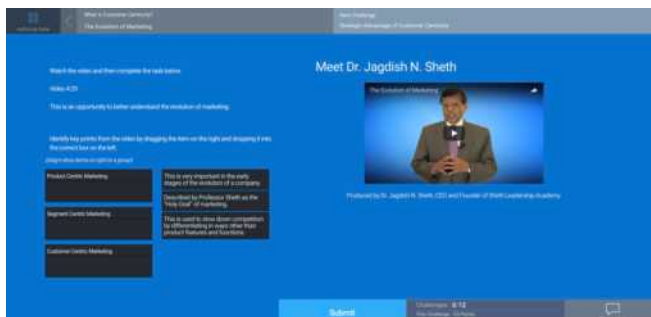 What is Customer Centricity?
The Evolution of Marketing
Next Challenge
Strategic Advantage of Customer Centricity
Watch the video and then complete the task below.
Video 4:29
This is an opportunity to better understand the evolution of marketing.
Identify key points from the video by dragging the item on the right and dropping it into
the correct box on the left.
Product Centric Marketing
Segment Centric Marketing
Customer Centric Marketing
This is very important in the early
stages of the evolution of a company.
Described by Professor Sheth as the
"Holy Grail" of marketing.
This is used to slow down competition
by differentiating in ways other than
product features and functions.
Meet Dr. Jagdish N. Sheth
The Evolution of Marketing
Produced by Dr. Jagdish N. Sheth, CEO and Founder of Sheth Leadership Academy
Submit
Challenges 6/12